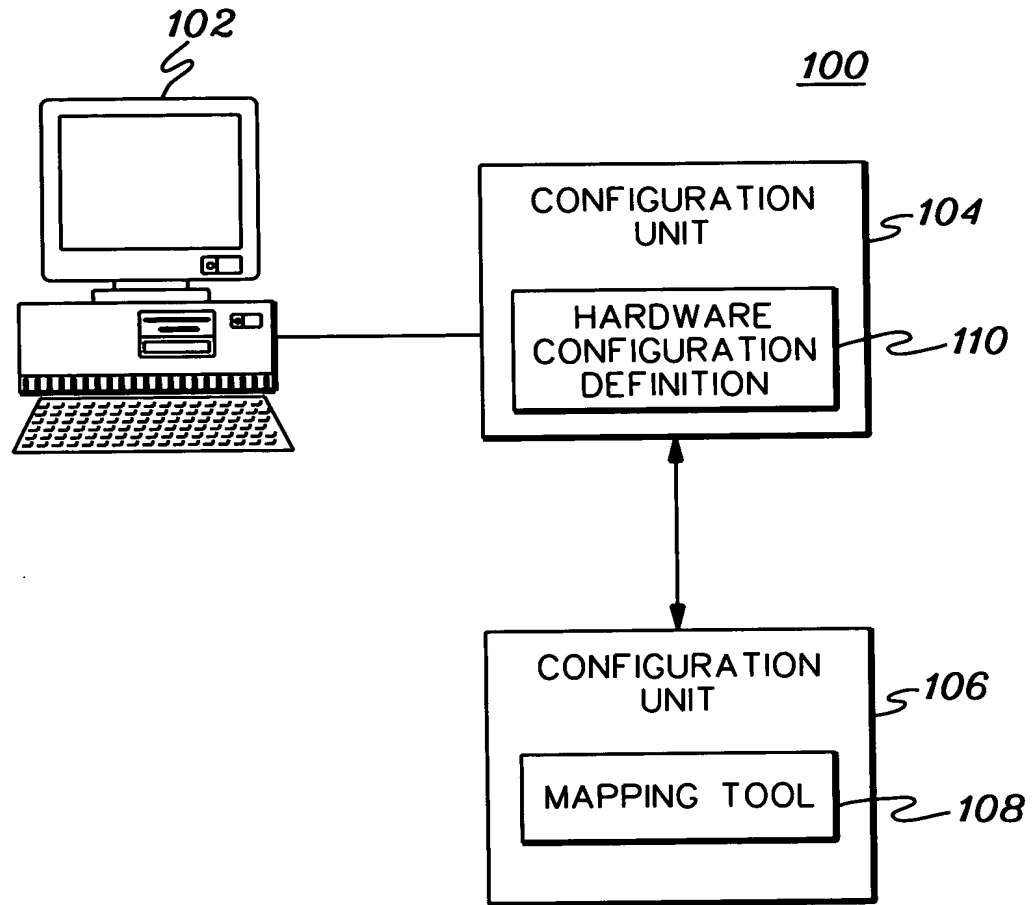 102
100
CONFIGURATION
UNIT
104
HARDWARE
CONFIGURATION
DEFINITION
110
CONFIGURATION
UNIT
106
MAPPING TOOL
108